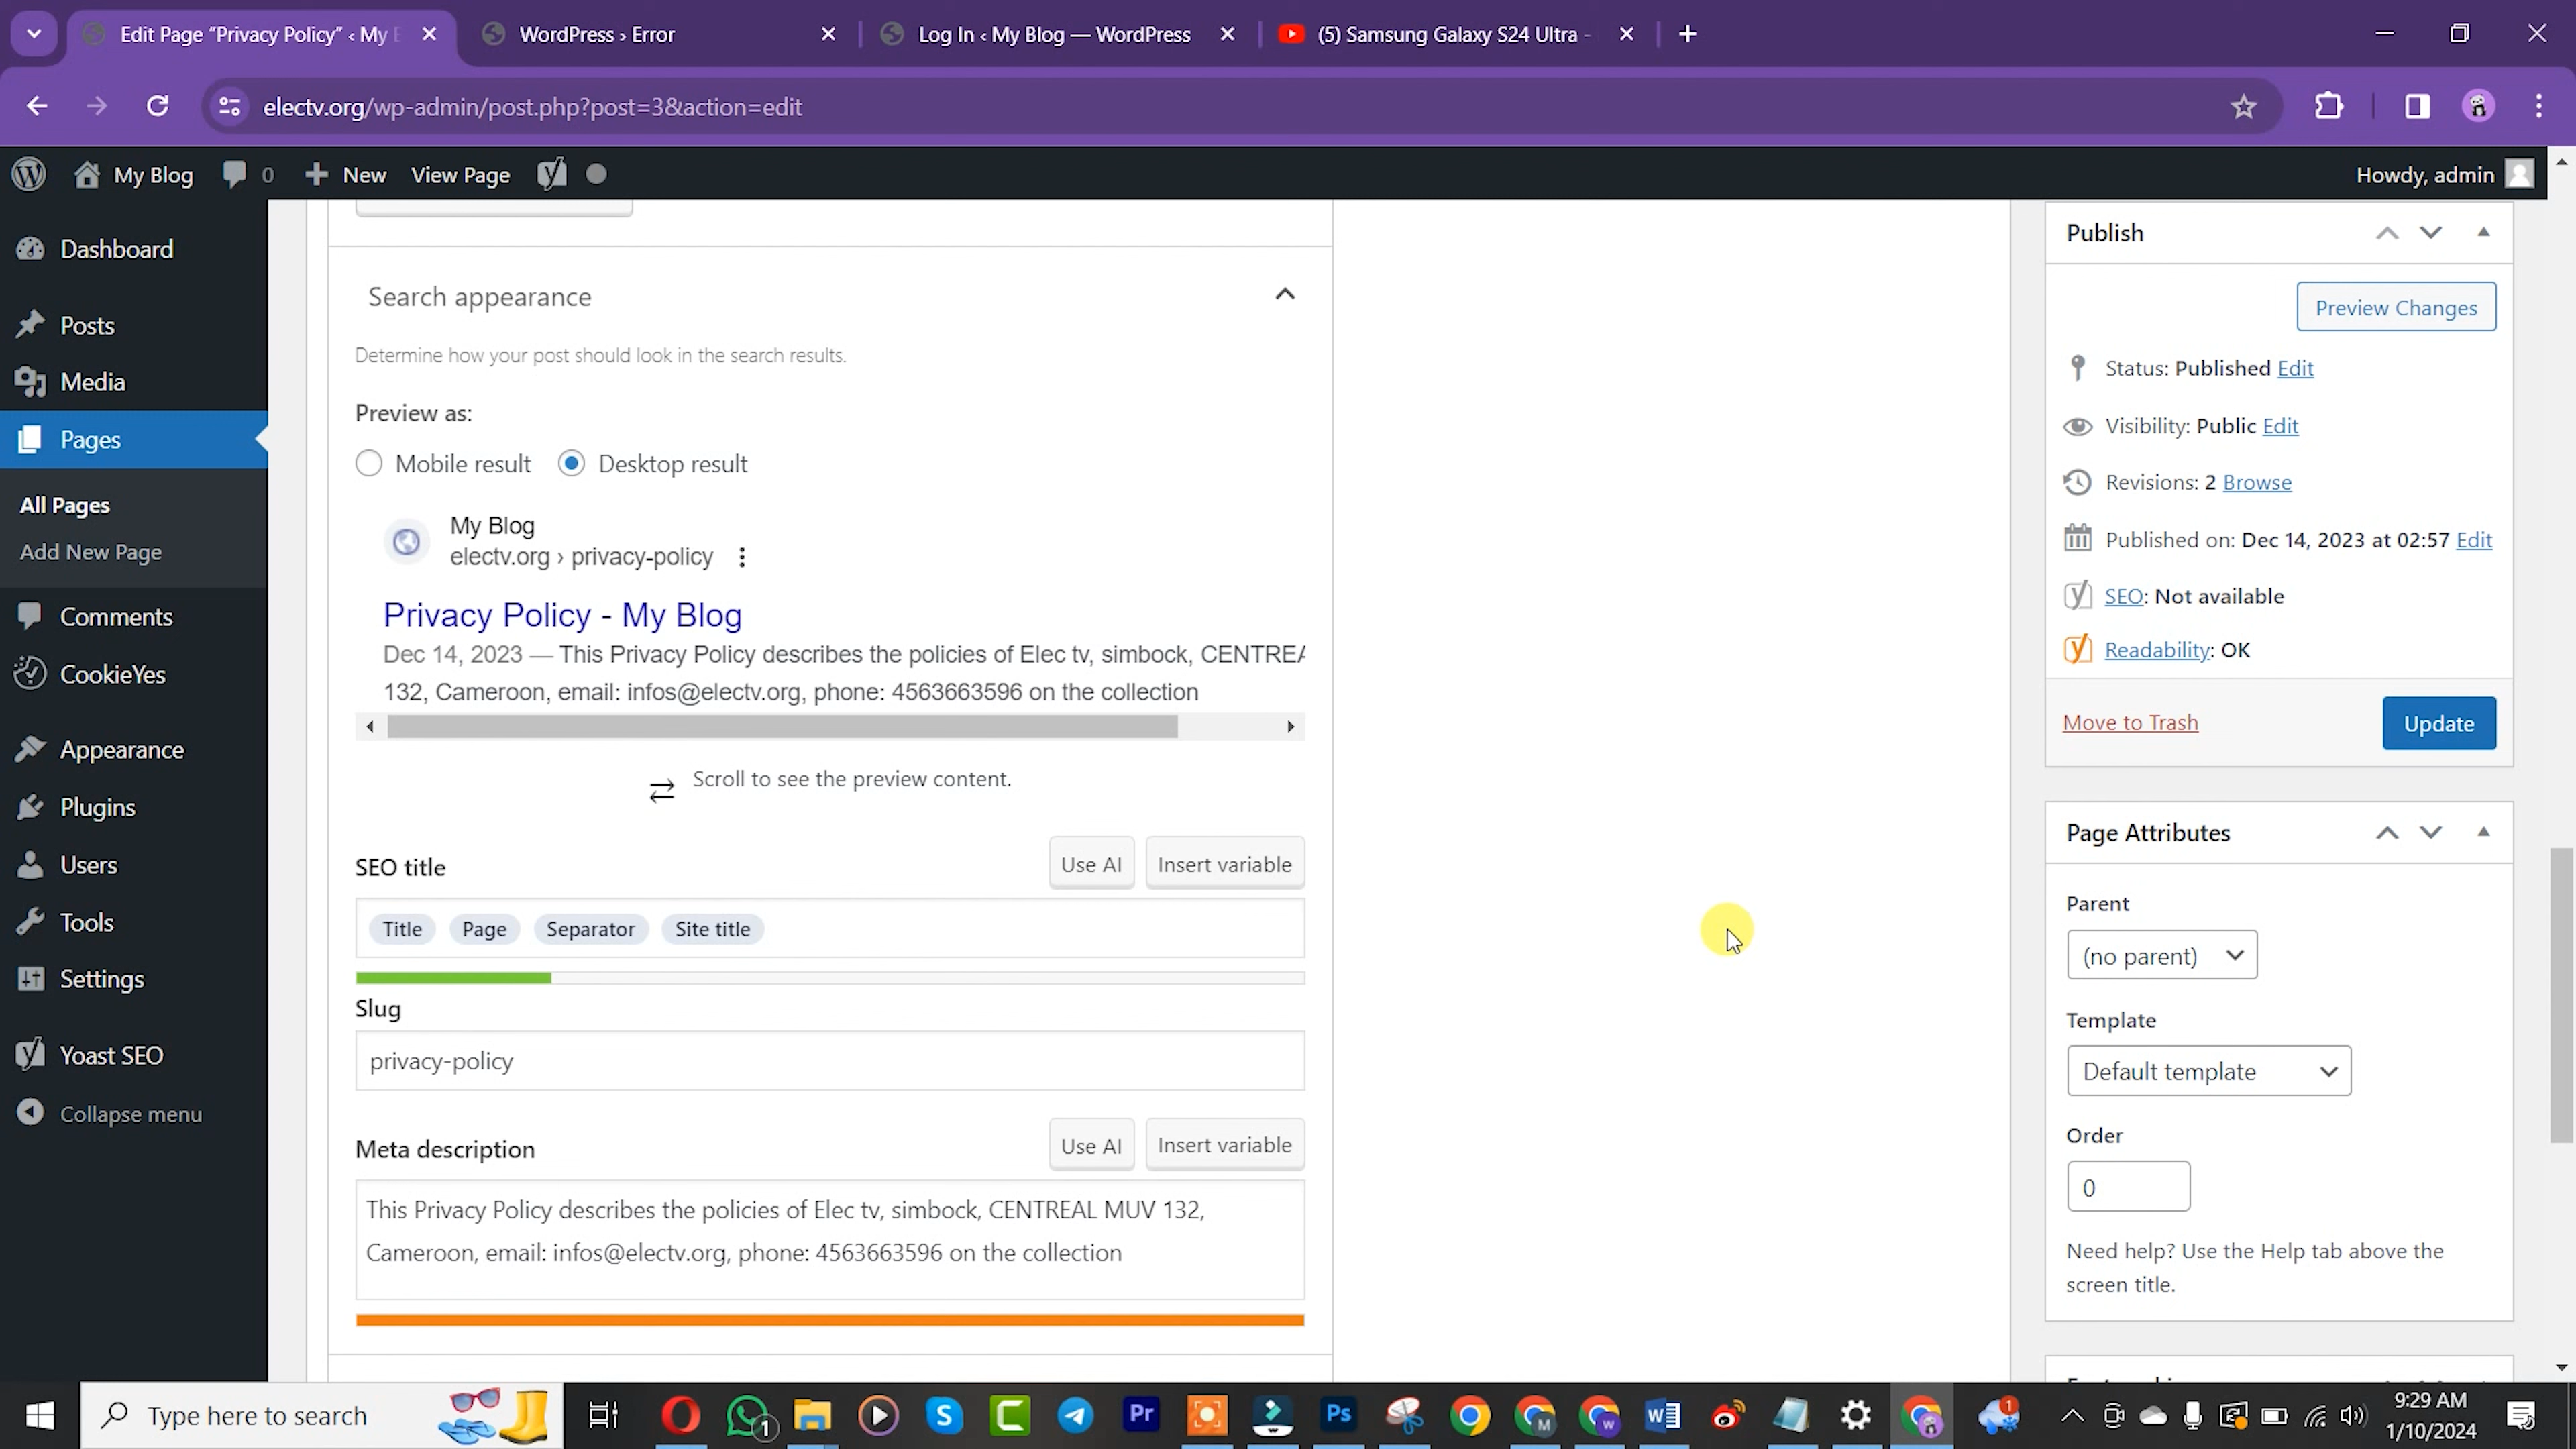 Edit Page “Privacy Policy” ‹ My B
WordPress › Error
Log In ‹ My Blog — WordPress
(5) Samsung Galaxy S24 Ultra -
electv.org/wp-admin/post.php?post=3&action=edit
My Blog
0
New
View Page
Howdy, admin
Dashboard
Posts
Media
Pages
All Pages
Add New Page
Comments
CookieYes
Appearance
Plugins
Users
Tools
Settings
Yoast SEO
Collapse menu
Search appearance
Determine how your post should look in the search results.
Preview as:
Mobile result
Desktop result
My Blog
electv.org › privacy-policy
Privacy Policy - My Blog
Dec 14, 2023 — This Privacy Policy describes the policies of Elec tv, simbock, CENTREA
132, Cameroon, email: infos@electv.org, phone: 4563663596 on the collection
Scroll to see the preview content.
SEO title
Use AI
Insert variable
Title
Page
Separator
Site title
Slug
privacy-policy
Meta description
Use AI
Insert variable
This Privacy Policy describes the policies of Elec tv, simbock, CENTREAL MUV 132,
Cameroon, email: infos@electv.org, phone: 4563663596 on the collection
Publish
Preview Changes
Status: Published Edit
Visibility: Public Edit
Revisions: 2 Browse
Published on: Dec 14, 2023 at 02:57 Edit
SEO: Not available
Readability: OK
Move to Trash
Update
Page Attributes
Parent
(no parent)
Template
Default template
Order
0
Need help? Use the Help tab above the
screen title.
Type here to search
1
Pr
Ps
M
w
1
9:29 AM
1/10/2024